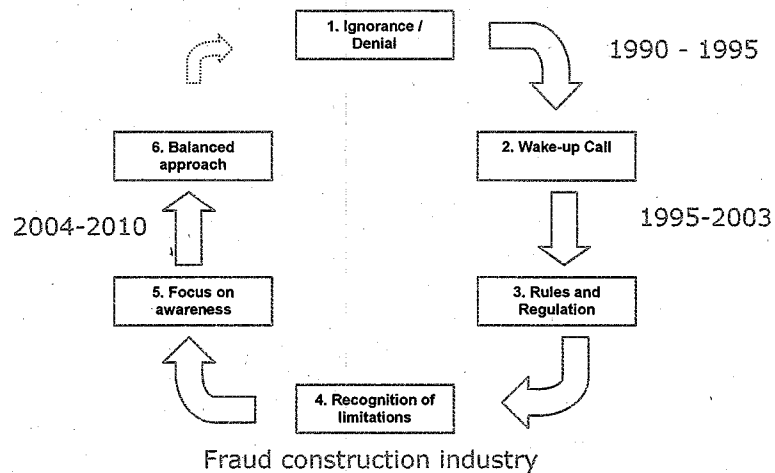 1. Ignorance /
Denial
1990 - 1995
2. Wake-up Call
1995-2003
3. Rules and
Regulation
4. Recognition of
limitations
5. Focus on
awareness
2004-2010
6. Balanced
approach
Fraud construction industry